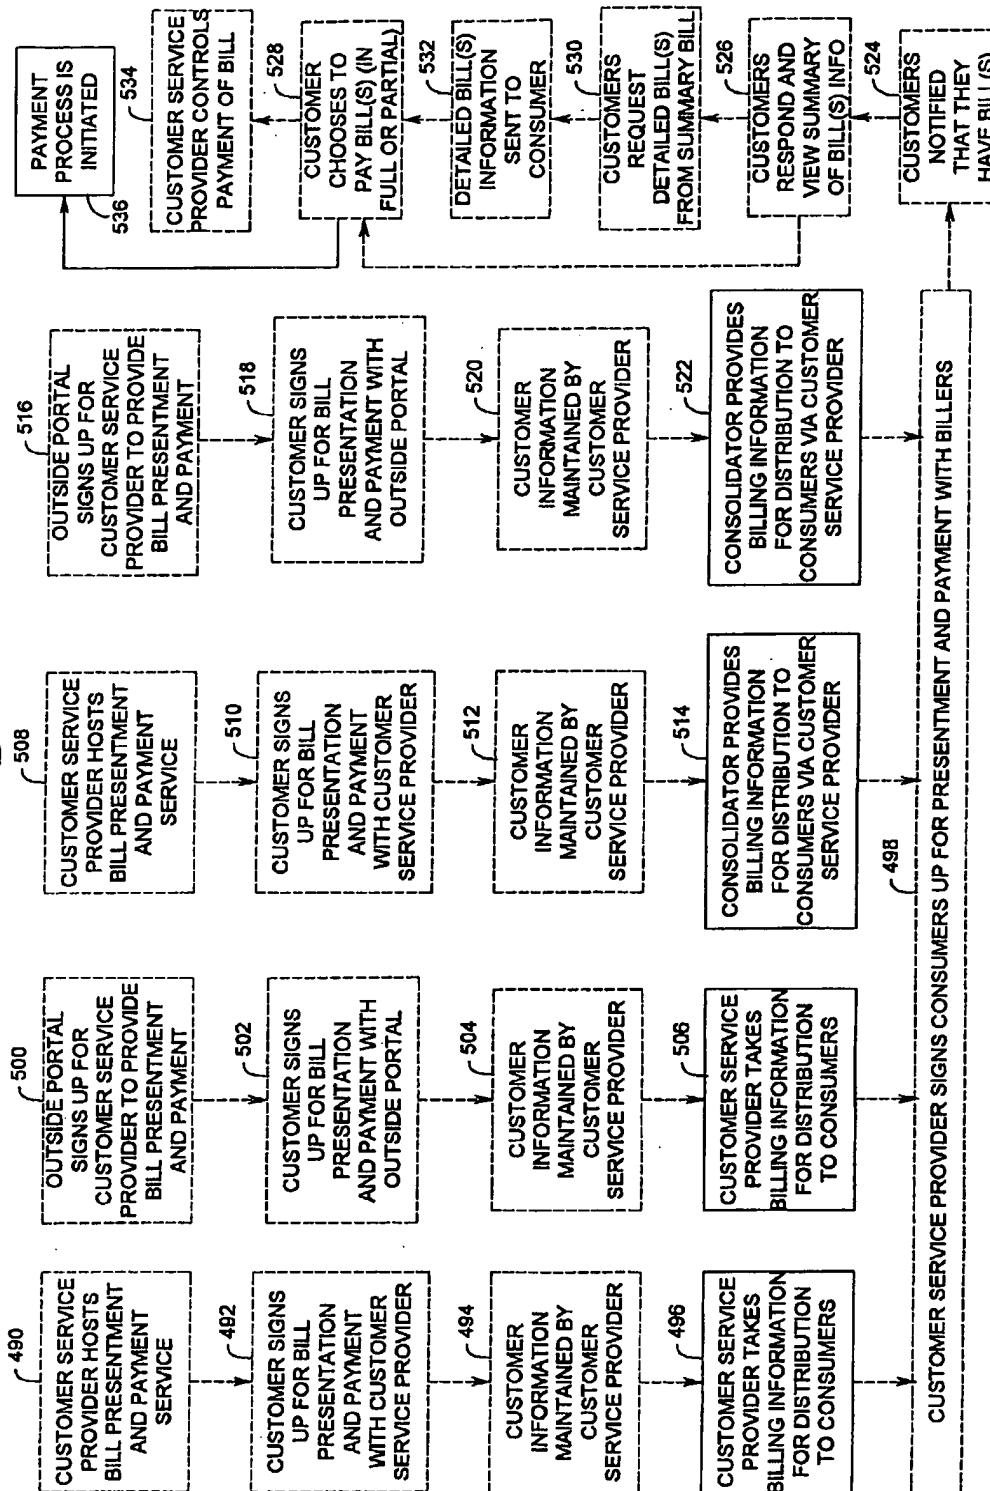 490
CUSTOMER SERVICE
PROVIDER HOSTS
BILL PRESENTMENT
AND PAYMENT
SERVICE
492
CUSTOMER SIGNS
UP FOR BILL
PRESENTATION
AND PAYMENT
WITH CUSTOMER
SERVICE PROVIDER
494
CUSTOMER
INFORMATION
MAINTAINED BY
CUSTOMER
SERVICE PROVIDER
496
CUSTOMER SERVICE
PROVIDER TAKES
BILLING INFORMATION
FOR DISTRIBUTION
TO CONSUMERS
500
OUTSIDE PORTAL
SIGNS UP FOR
CUSTOMER SERVICE
PROVIDER TO PROVIDE
BILL PRESENTMENT
AND PAYMENT
502
CUSTOMER SIGNS
UP FOR BILL
PRESENTATION
AND PAYMENT WITH
OUTSIDE PORTAL
504
CUSTOMER
INFORMATION
MAINTAINED BY
CUSTOMER
SERVICE PROVIDER
506
CUSTOMER SERVICE
PROVIDER TAKES
BILLING INFORMATION
FOR DISTRIBUTION
TO CONSUMERS
508
CUSTOMER SERVICE
PROVIDER HOSTS
BILL PRESENTMENT
AND PAYMENT
SERVICE
510
CUSTOMER SIGNS
UP FOR BILL
PRESENTATION
AND PAYMENT
WITH CUSTOMER
SERVICE PROVIDER
512
CUSTOMER
INFORMATION
MAINTAINED BY
CUSTOMER
SERVICE PROVIDER
514
CONSOLIDATOR PROVIDES
BILLING INFORMATION
FOR DISTRIBUTION TO
CONSUMERS VIA CUSTOMER
SERVICE PROVIDER
516
OUTSIDE PORTAL
SIGNS UP FOR
CUSTOMER SERVICE
PROVIDER TO PROVIDE
BILL PRESENTMENT
AND PAYMENT
518
CUSTOMER SIGNS
UP FOR BILL
PRESENTATION
AND PAYMENT WITH
OUTSIDE PORTAL
520
CUSTOMER
INFORMATION
MAINTAINED BY
CUSTOMER
SERVICE PROVIDER
522
CONSOLIDATOR PROVIDES
BILLING INFORMATION
FOR DISTRIBUTION TO
CONSUMERS VIA CUSTOMER
SERVICE PROVIDER
498
CUSTOMER SERVICE PROVIDER SIGNS CONSUMERS UP FOR PRESENTMENT AND PAYMENT WITH BILLERS
PAYMENT
PROCESS IS
INITIATED
536
534
CUSTOMER SERVICE
PROVIDER CONTROLS
PAYMENT OF BILL
528
CUSTOMER
CHOOSES TO
PAY BILL(S) (IN
FULL OR PARTIAL)
532
DETAILED BILL(S)
INFORMATION
SENT TO
CONSUMER
530
CUSTOMERS
REQUEST
DETAILED BILL(S)
FROM SUMMARY BILL
526
CUSTOMERS
RESPOND AND
VIEW SUMMARY
OF BILL(S) INFO
524
CUSTOMERS
NOTIFIED
THAT THEY
HAVE BILL(S)